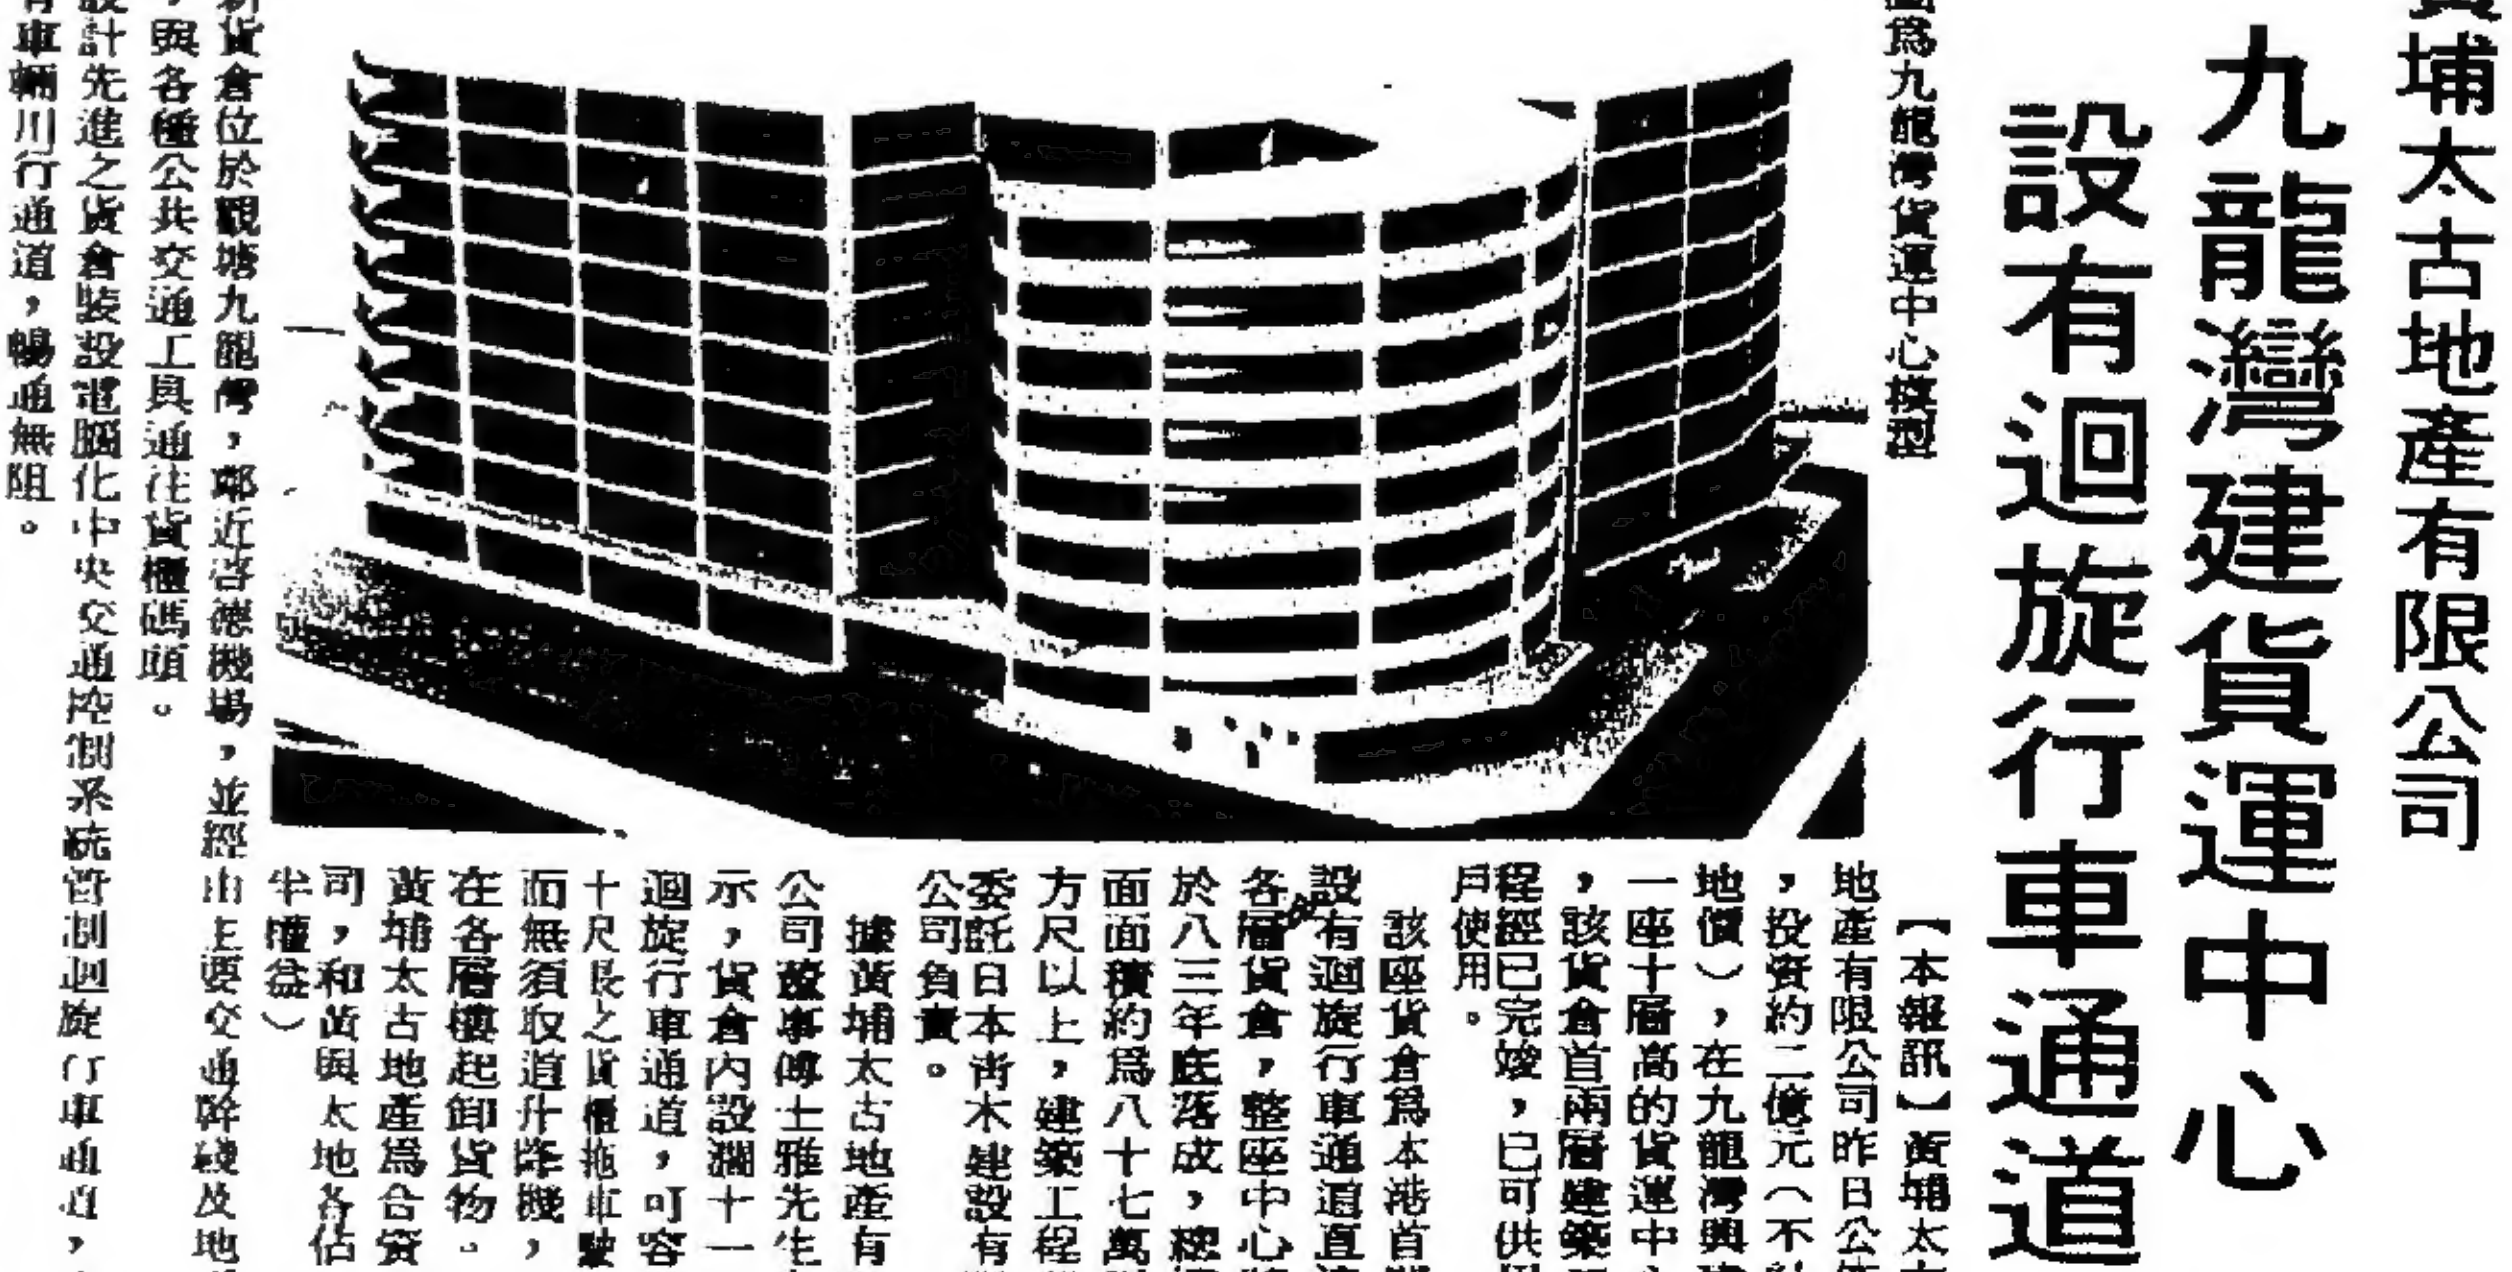 埔太古地產有限公司
九龍灣建貨運中心
設有迴旋行車通道
圖爲九龍灣貨運中心模型
【本報訊】黃埔太古
地產有限公司昨日公佈
，投資約二億元（不計
地價），在九龍灣興建
一座十層高的貨運中心
，該貨倉首兩層建築工
程經已完竣，已可供用
戶使用。
該座貨倉爲本港首
設有迴旋行車通道直達
各層貨倉，整座中心將
於八三年底落成，樓
面面積約爲八十七萬
方尺以上，建築工程
委託日本靑木建設有
公司負責。
據黃埔太古地產有
公司董事傅士雅先生
示，貨倉內設濶十一
迴旋行車通道，可容
十尺長之貨櫃拖車駛
而無須取道升降機，
在各層樓起卸貨物。
黃埔太古地產爲合資
司，和黃與太地各佔
半權益）
新貨倉位於觀塘九龍灣，鄰近啓德機場，並經由主要交通幹綫及地
，與各種公共交通工具通往貨櫃碼頭。
設計先進之貨倉裝設電腦化中央交通控制系統管制迴旋行車通道，
有車輛川行通道，暢通無阻。